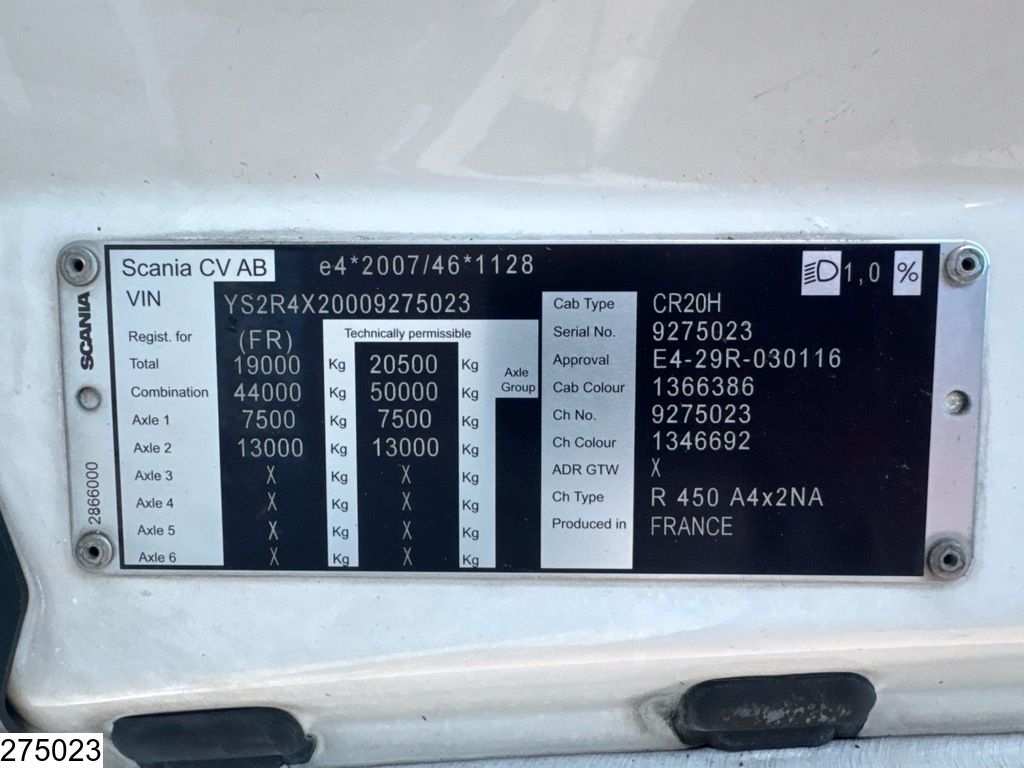 Scania CV AB e4*2007/46*1128 1,0 %
VIN YS2R4X20009275023
Regist. for (FR) Technically permissible
Total 19000 Kg 20500 Kg Axle Group
Combination 44000 Kg 50000 Kg
Axle 1 7500 Kg 7500 Kg
Axle 2 13000 Kg 13000 Kg
Axle 3 X Kg X Kg
Axle 4 X Kg X Kg
Axle 5 X Kg X Kg
Axle 6 X Kg X Kg
Cab Type CR20H
Serial No. 9275023
Approval E4-29R-030116
Cab Colour 1366386
Ch No. 9275023
Ch Colour 1346692
ADR GTW X
Ch Type R 450 A4x2NA
Produced in FRANCE
SCANIA
2866000
275023